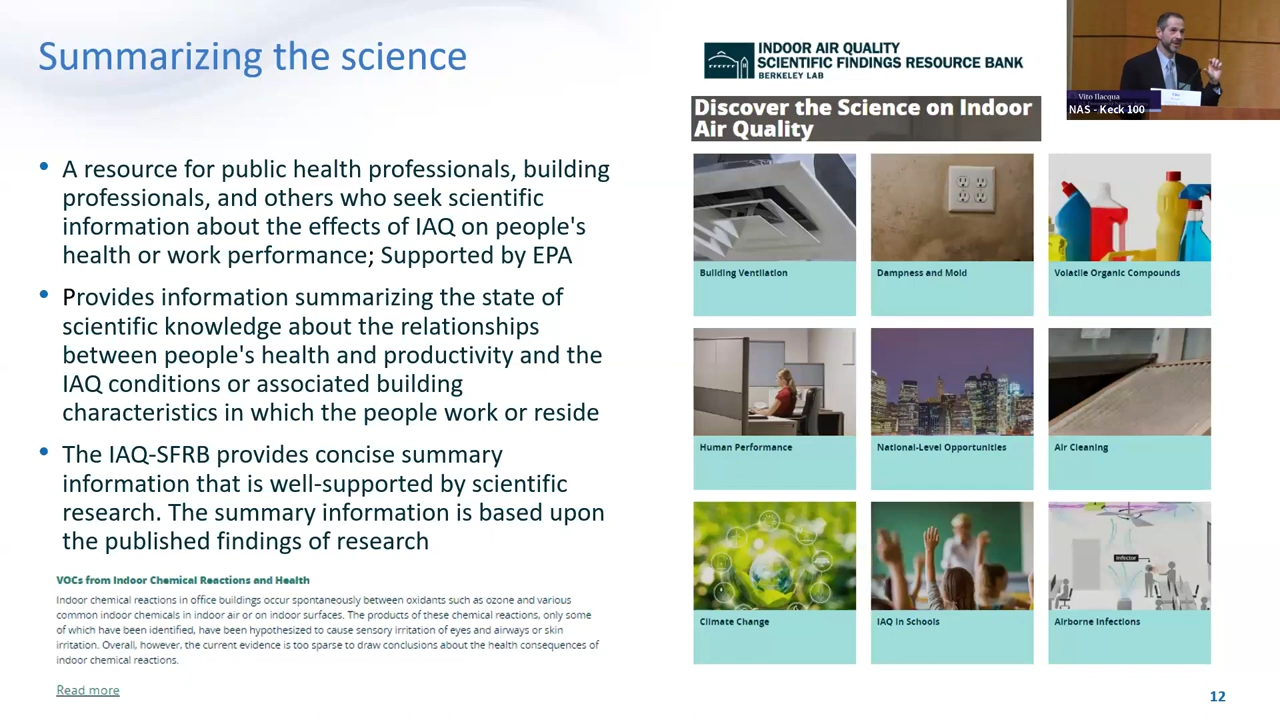 Summarizing the science
• A resource for public health professionals, building
professionals, and others who seek scientific
information about the effects of IAQ on people's
health or work performance; Supported by EPA
• Provides information summarizing the state of
scientific knowledge about the relationships
between people's health and productivity and the
IAQ conditions or associated building
characteristics in which the people work or reside
• The IAQ-SFRB provides concise summary
information that is well-supported by scientific
research. The summary information is based upon
the published findings of research
VOCs from Indoor Chemical Reactions and Health
Indoor chemical reactions in office buildings occur spontaneously between oxidants such as ozone and various
common indoor chemicals in indoor air or on indoor surfaces. The products of these chemical reactions, only some
of which have been identified, have been hypothesized to cause sensory irritation of eyes and airways or skin
irritation. Overall, however, the current evidence is too sparse to draw conclusions about the health consequences of
indoor chemical reactions.
Read more
INDOOR AIR QUALITY
SCIENTIFIC FINDINGS RESOURCE BANK
BERKELEY LAB
Discover the Science on Indoor
Air Quality
Building Ventilation
Dampness and Mold
Volatile Organic Compounds
Human Performance
National-Level Opportunities
Air Cleaning
Infector
Climate Change
IAQ in Schools
Airborne Infections
Vito Ilacqua
NAS - Keck 100
12